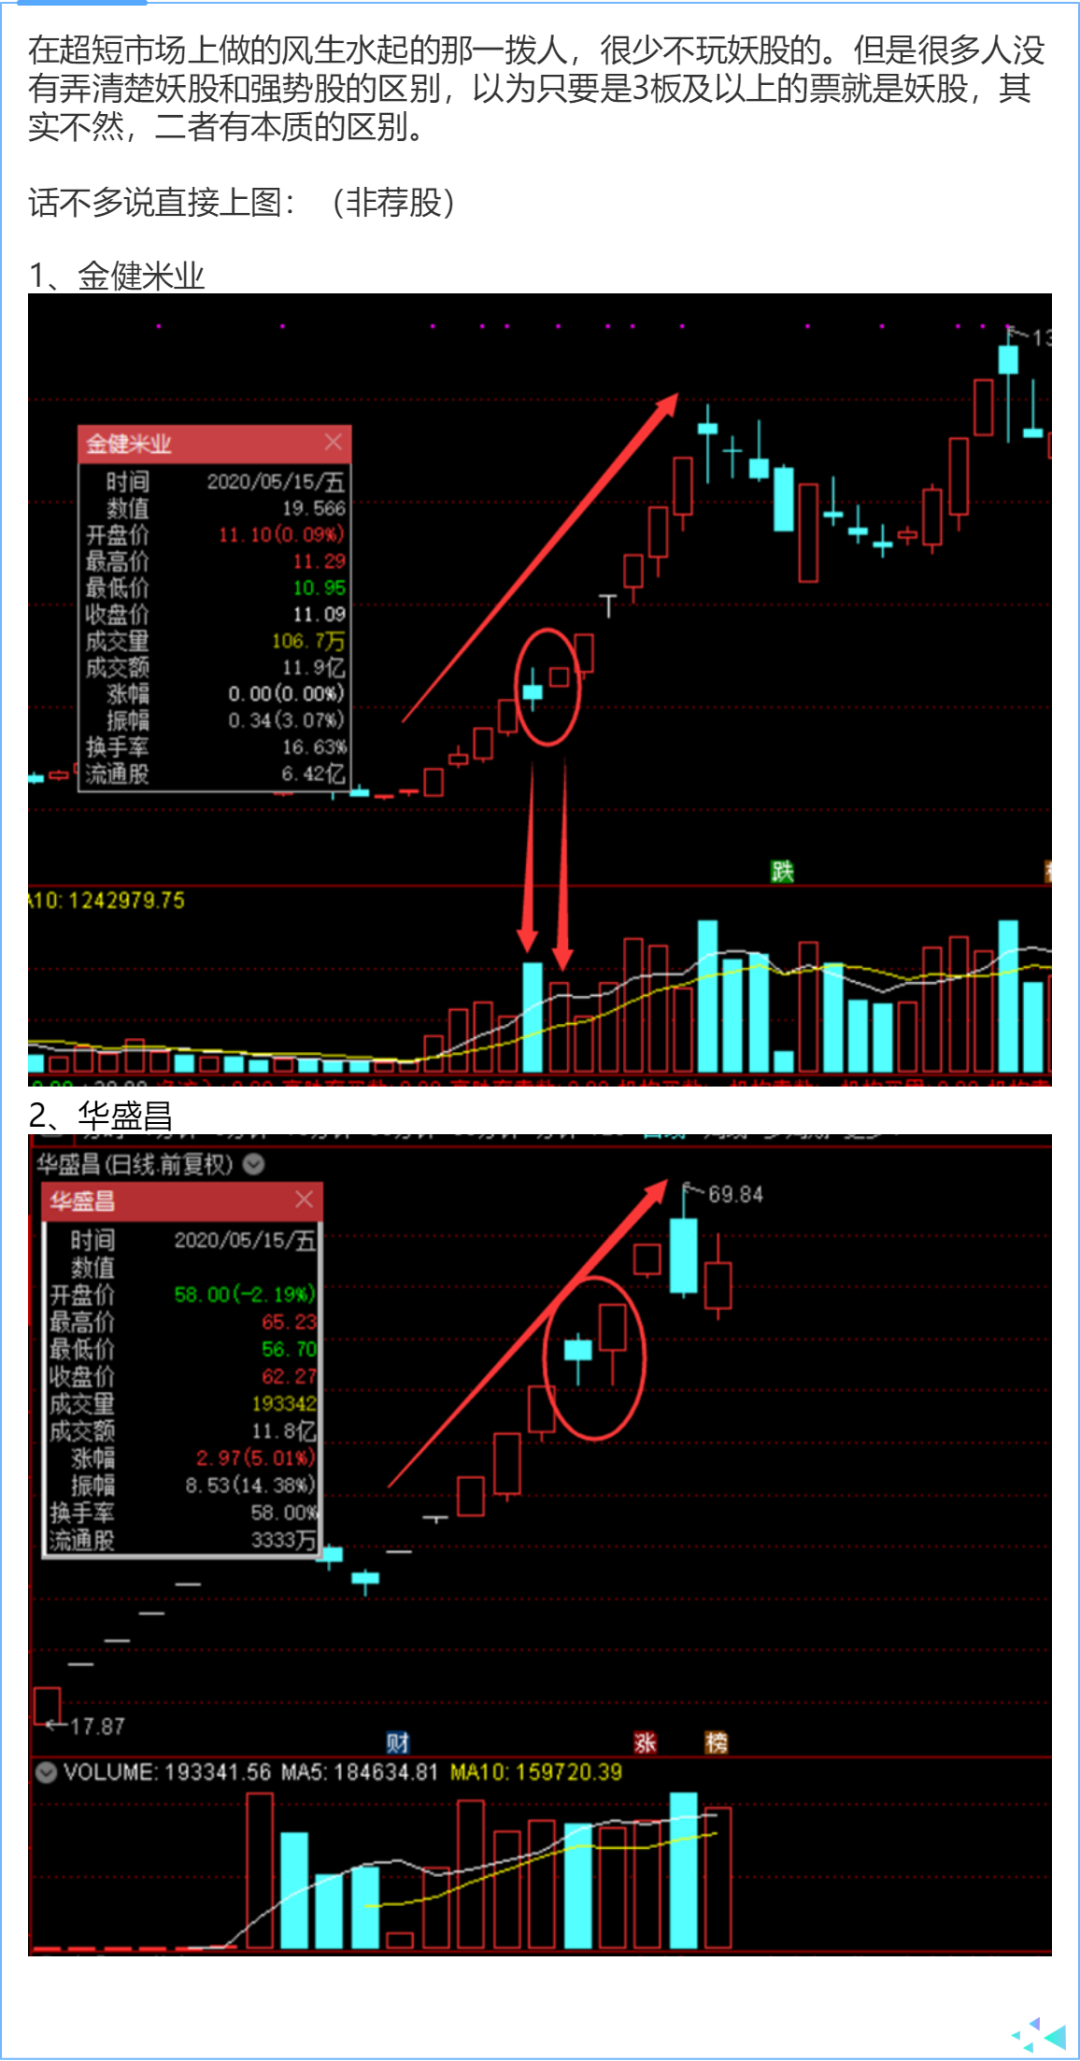 在超短市场上做的风生水起的那一拨人，很少不玩妖股的。但是很多人没
有弄清楚妖股和强势股的区别，以为只要是3板及以上的票就是妖股，其
实不然，二者有本质的区别。
话不多说直接上图：（非荐股）
1、金健米业
13
金健米业
时间 2020/05/15/五
数值 19.566
开盘价 11.10(0.09%)
最高价 11.29
最低价 10.95
收盘价 11.09
成交量 106.7万
成交额 11.9亿
涨幅 0.00(0.00%)
振幅 0.34(3.07%)
换手率 16.63%
流通股 6.42亿
跌
A10: 1242979.75
2、华盛昌
华盛昌(日线.前复权)
69.84
华盛昌
时间 2020/05/15/五
数值
开盘价 58.00(-2.19%)
最高价 65.23
最低价 56.70
收盘价 62.27
成交量 193342
成交额 11.8亿
涨幅 2.97(5.01%)
振幅 8.53(14.38%)
换手率 58.00%
流通股 3333万
17.87
财 涨 榜
VOLUME: 193341.56 MA5: 184634.81 MA10: 159720.39